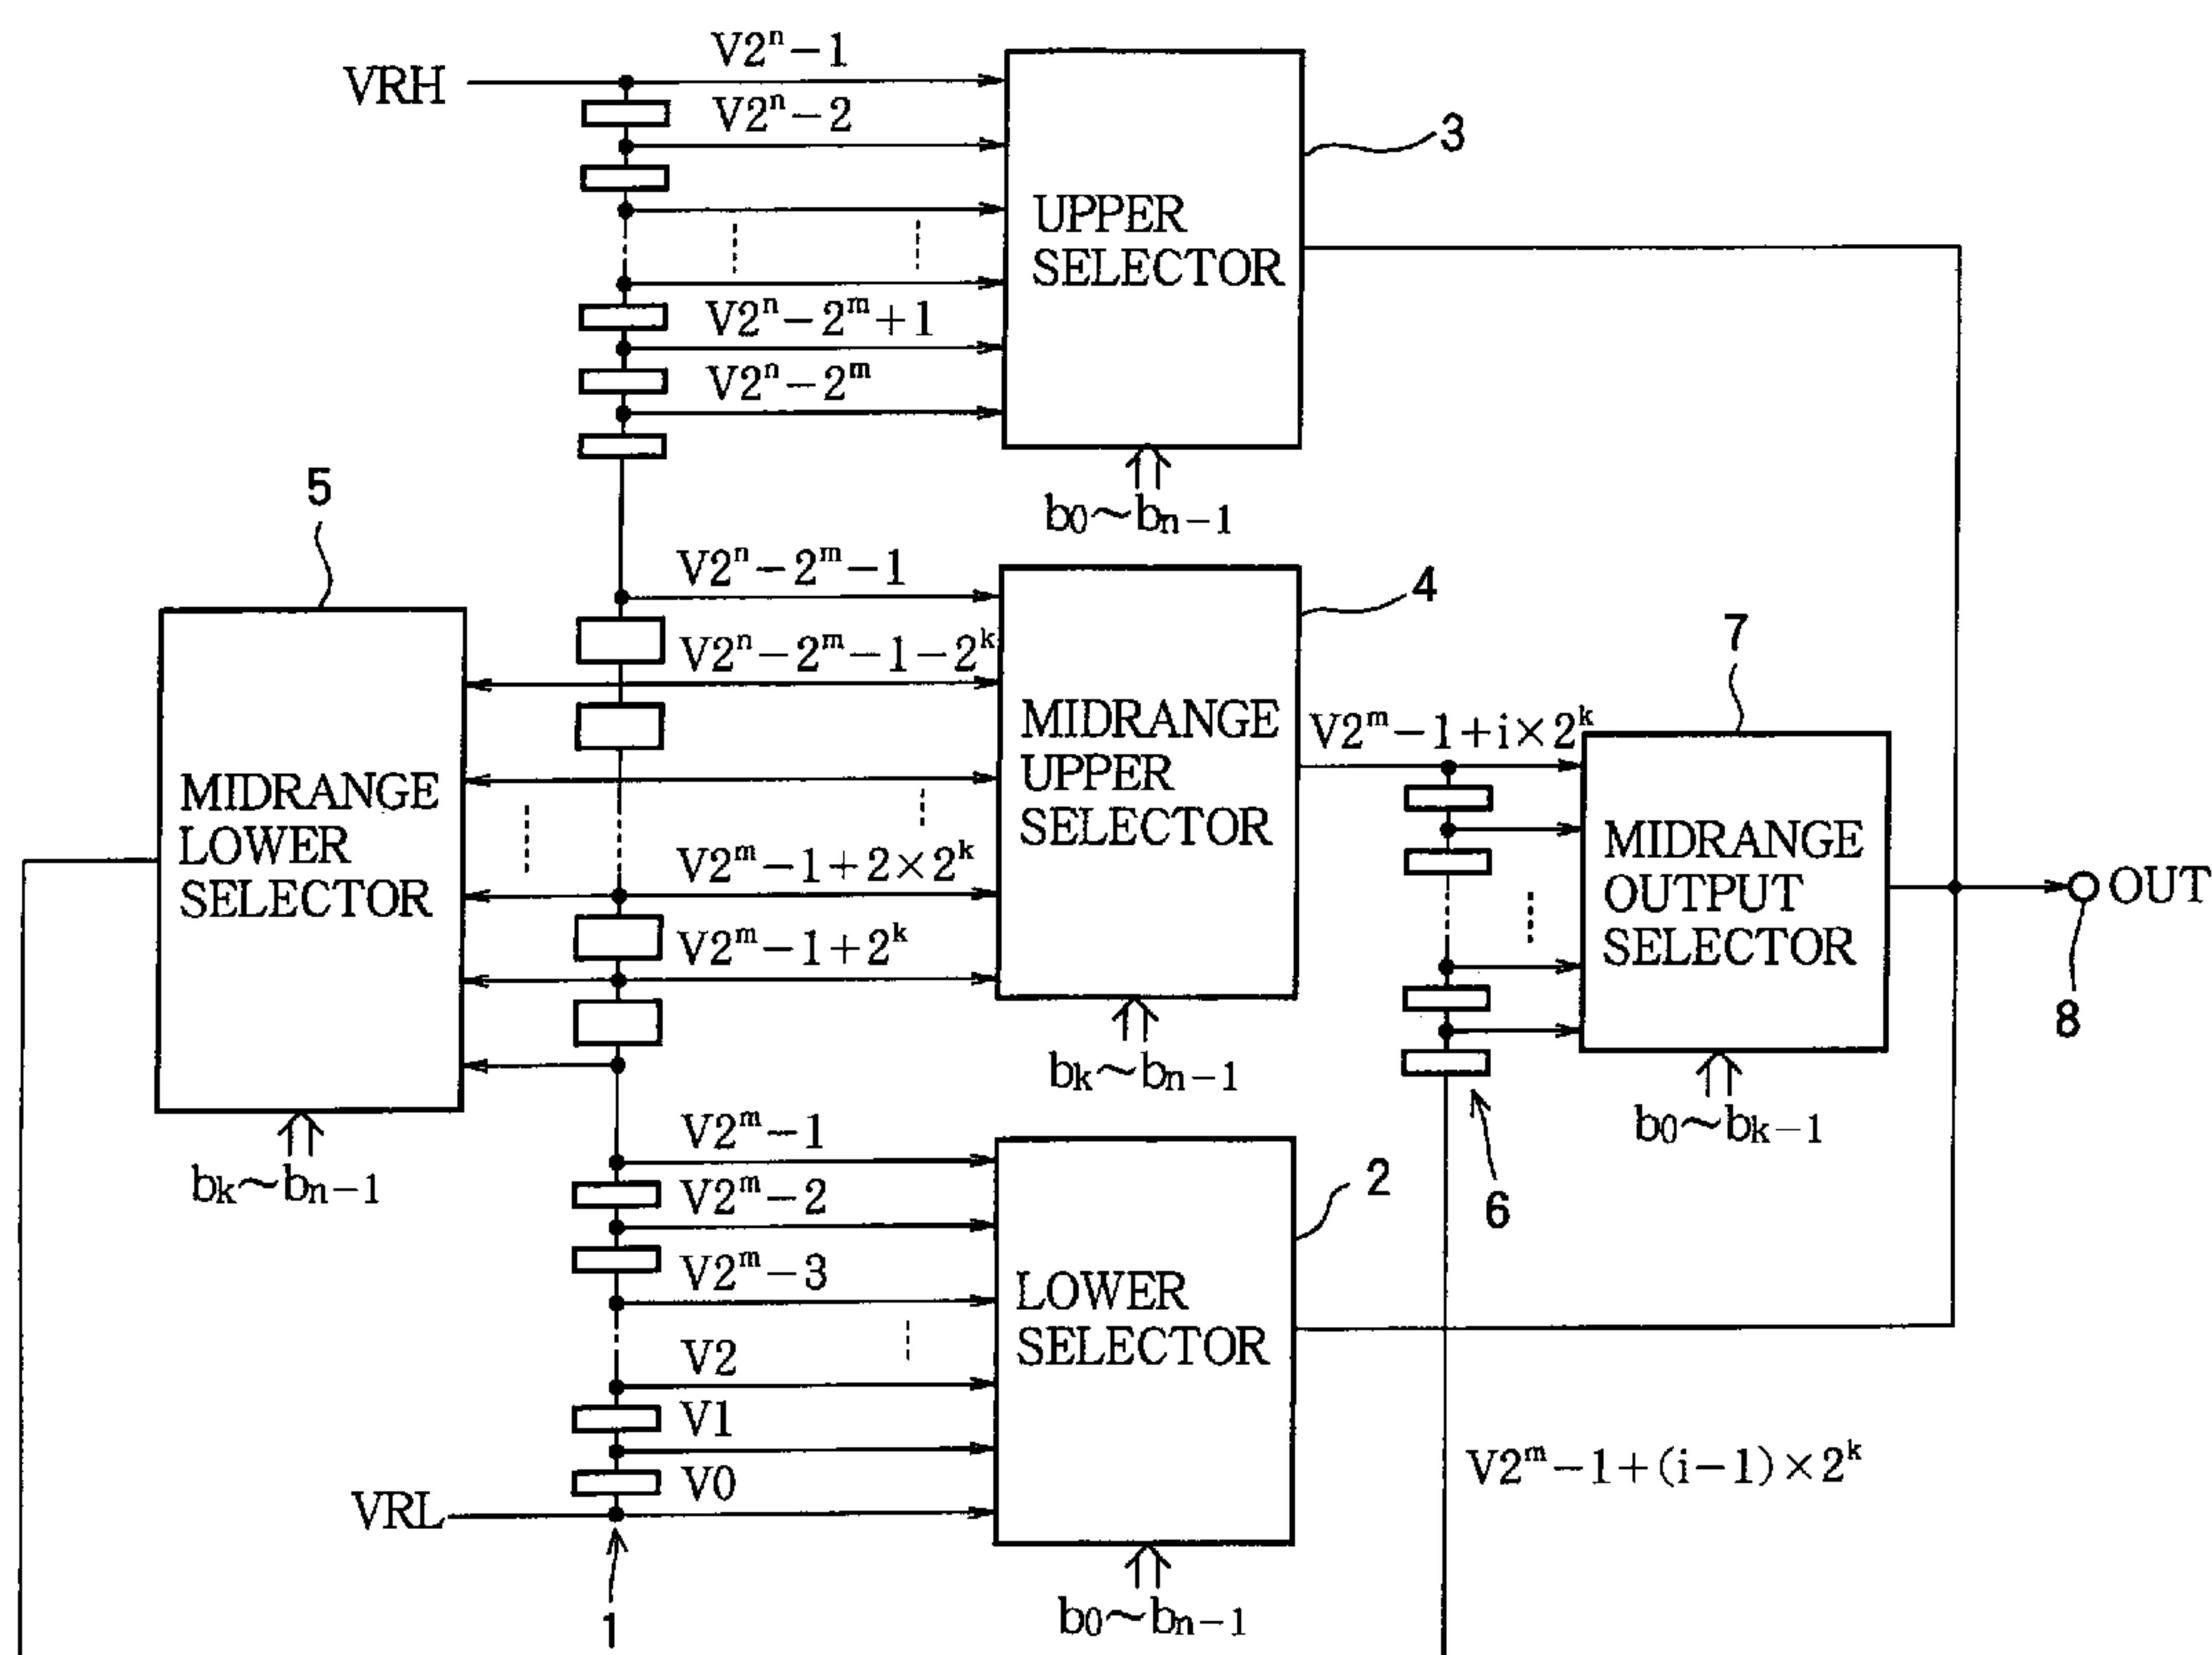 V2ⁿ−1
VRH
V2ⁿ−2
3
UPPER
SELECTOR
V2ⁿ−2ᵐ+1
V2ⁿ−2ᵐ
b₀~bₙ₋₁
5
V2ⁿ−2ᵐ−1
4
V2ⁿ−2ᵐ−1−2ᵏ
7
MIDRANGE
UPPER
SELECTOR
V2ᵐ−1+i×2ᵏ
MIDRANGE
LOWER
SELECTOR
MIDRANGE
OUTPUT
SELECTOR
V2ᵐ−1+2×2ᵏ
OUT
V2ᵐ−1+2ᵏ
8
bₖ~bₙ₋₁
b₀~bₖ₋₁
V2ᵐ−1
bₖ~bₙ₋₁
2
V2ᵐ−2
6
V2ᵐ−3
LOWER
SELECTOR
V2
V1
V2ᵐ−1+(i−1)×2ᵏ
V0
VRL
1
b₀~bₙ₋₁